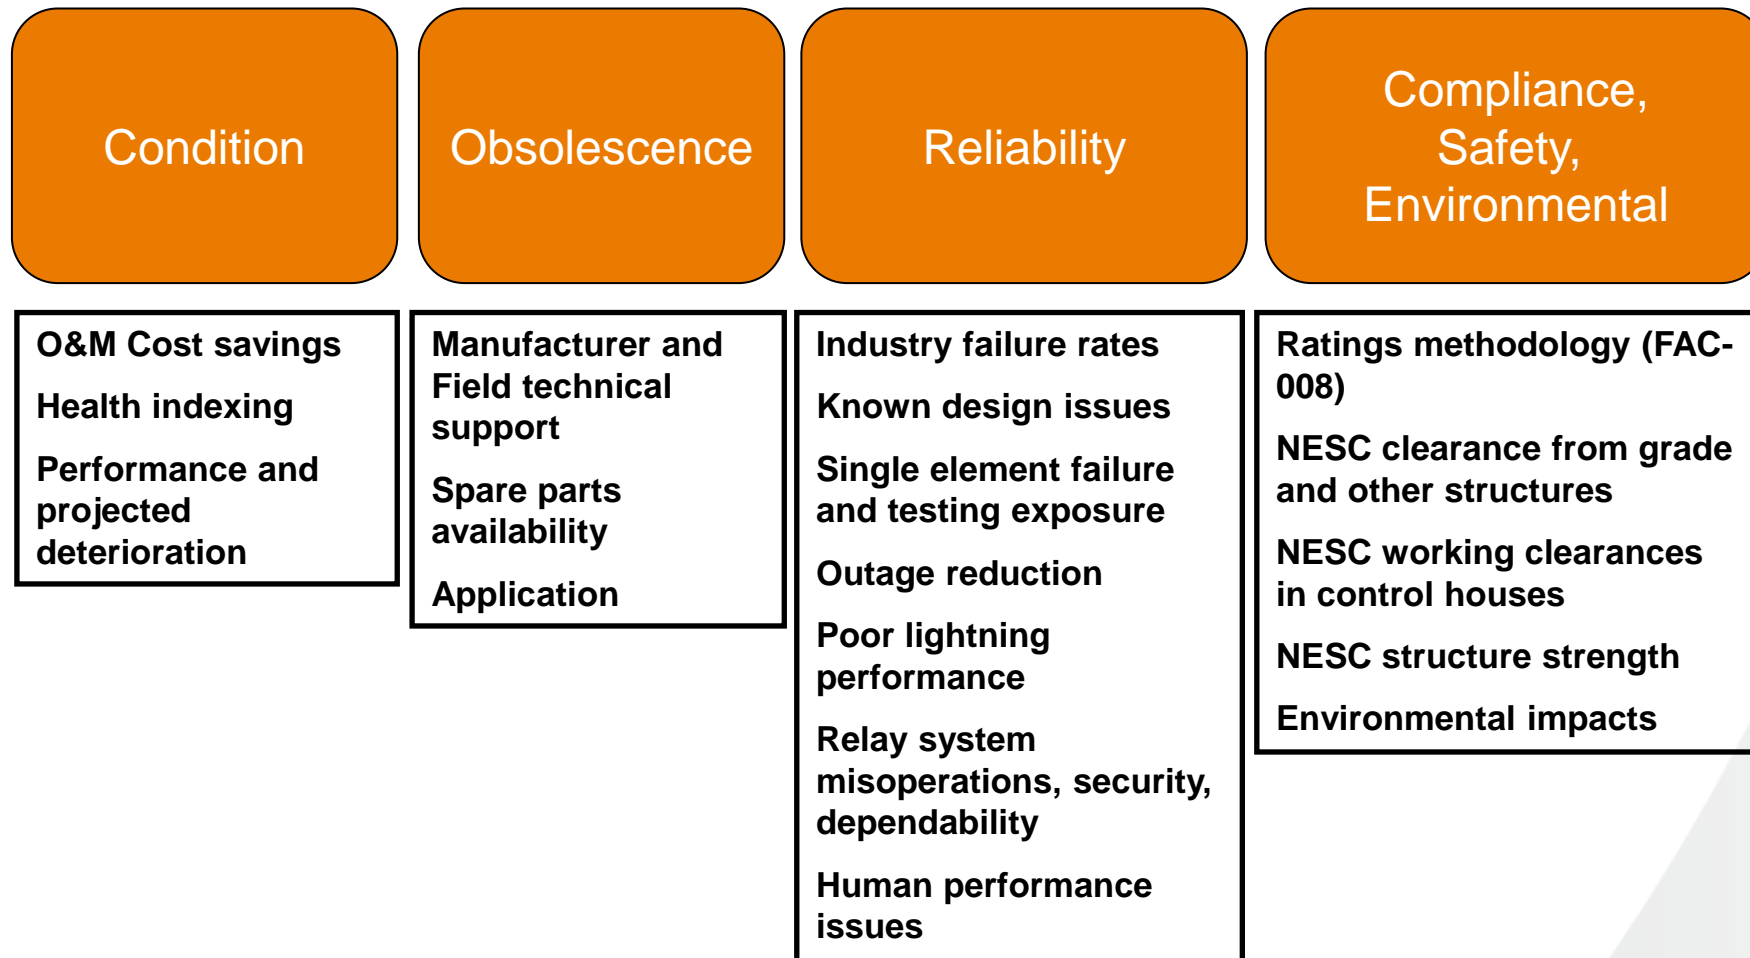 Condition
Obsolescence
Reliability
Compliance,
Safety,
Environmental
O&M Cost savings
Health indexing
Performance and
projected
deterioration
Manufacturer and
Field technical
support
Spare parts
availability
Application
Industry failure rates
Known design issues
Single element failure
and testing exposure
Outage reduction
Poor lightning
performance
Relay system
misoperations, security,
dependability
Human performance
issues
Ratings methodology (FAC-
008)
NESC clearance from grade
and other structures
NESC working clearances
in control houses
NESC structure strength
Environmental impacts